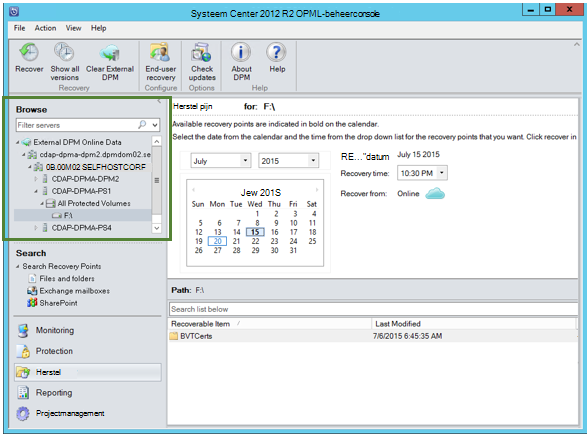 Systeem Center 2012 R2 OPML-beheerconsole
File Action View Help
Recover Show all versions Clear External DPM End-user recovery Check updates About DPM Help
Recovery Configure Options Help
Browse
Filter servers
External DPM Online Data
cdap-dpma-dpm2.dpmdom02.se
0B.00M02 SELFHOSTCORF
CDAP-DPMA-DPM2
CDAP-DPMA-PS1
All Protected Volumes
F:\
CDAP-DPMA-PS4
Search
Search Recovery Points
Files and folders
Exchange mailboxes
SharePoint
Monitoring
Protection
Herstel
Reporting
Projectmanagement
Herstel pijn for: F:\
Available recovery points are indicated in bold on the calendar.
Select the date from the calendar and the time from the drop down list for the recovery points that you want. Click recover in
July 2015
RE..."datum July 15 2015
Recovery time: 10:30 PM
Recover from: Online
Jew 201S
Sun Mon Tue Wed Thu Fri Sat
1 2 3 4
5 6 7 8 9 10 11
12 13 14 15 16 17 18
19 20 21 22 23 24 25
26 27 28 29 30 31
Path: F:\
Search list below
Recoverable Item / Last Modified
BVTCerts 7/6/2015 6:45:35 AM